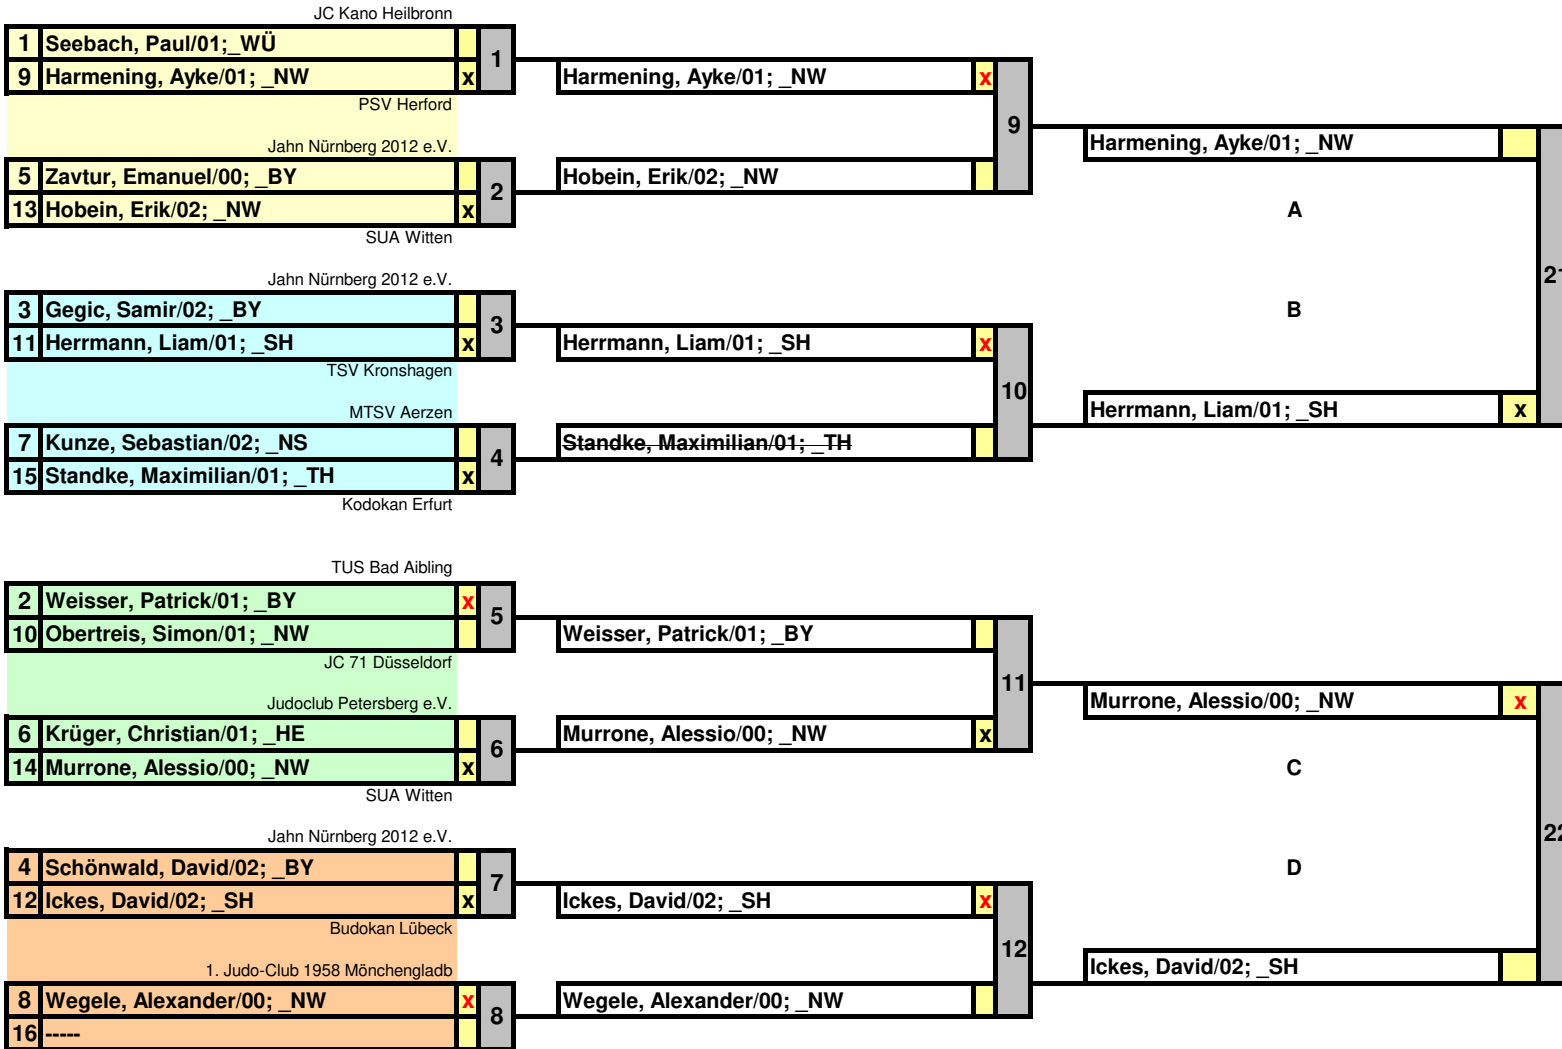 JC Kano Heilbronn
1 Seebach, Paul/01;_WÜ
9 Harmening, Ayke/01; _NW x
1
PSV Herford
Jahn Nürnberg 2012 e.V.
5 Zavtur, Emanuel/00; _BY
13 Hobein, Erik/02; _NW x
2
SUA Witten
Jahn Nürnberg 2012 e.V.
3 Gegic, Samir/02; _BY
11 Herrmann, Liam/01; _SH x
3
TSV Kronshagen
MTSV Aerzen
7 Kunze, Sebastian/02; _NS
15 Standke, Maximilian/01; _TH x
4
Kodokan Erfurt
TUS Bad Aibling
2 Weisser, Patrick/01; _BY x
10 Obertreis, Simon/01; _NW
5
JC 71 Düsseldorf
Judoclub Petersberg e.V.
6 Krüger, Christian/01; _HE
14 Murrone, Alessio/00; _NW x
6
SUA Witten
Jahn Nürnberg 2012 e.V.
4 Schönwald, David/02; _BY
12 Ickes, David/02; _SH x
7
Budokan Lübeck
1. Judo-Club 1958 Mönchengladb
8 Wegele, Alexander/00; _NW x
16 -----
8
Harmening, Ayke/01; _NW x
9
Hobein, Erik/02; _NW
Herrmann, Liam/01; _SH x
10
Standke, Maximilian/01; _TH
Weisser, Patrick/01; _BY
11
Murrone, Alessio/00; _NW x
Ickes, David/02; _SH x
12
Wegele, Alexander/00; _NW
Harmening, Ayke/01; _NW
A
B
Herrmann, Liam/01; _SH x
21
Murrone, Alessio/00; _NW x
C
D
Ickes, David/02; _SH
22